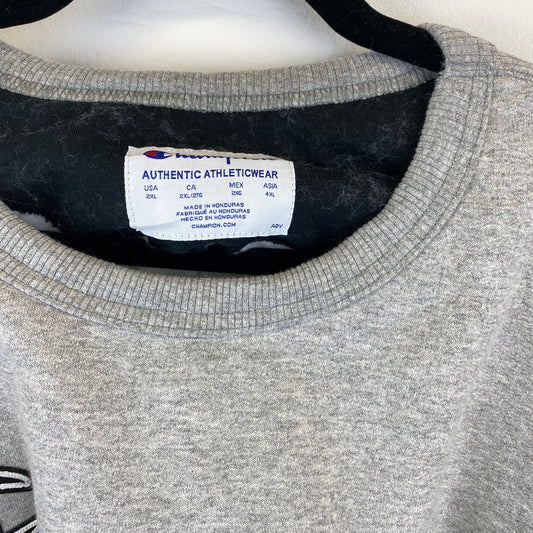 Champion
AUTHENTIC ATHLETICWEAR
USA CA MEX ASIA
2XL 2XL/2TG 2XG 4XL
MADE IN HONDURAS
FABRIQUÉ AU HONDURAS
HECHO EN HONDURAS
CHAMPION.COM
ADV